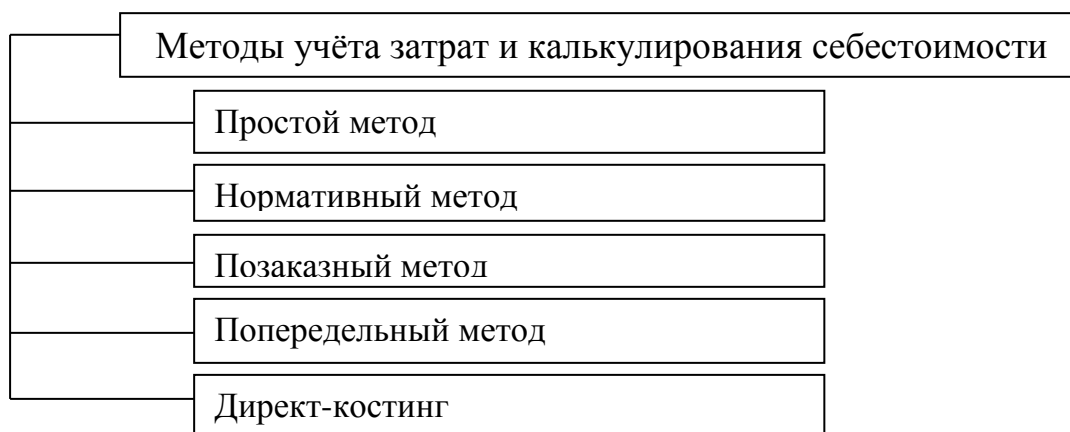 Методы учёта затрат и калькулирования себестоимости
Простой метод
Нормативный метод
Позаказный метод
Попередельный метод
Директ-костинг